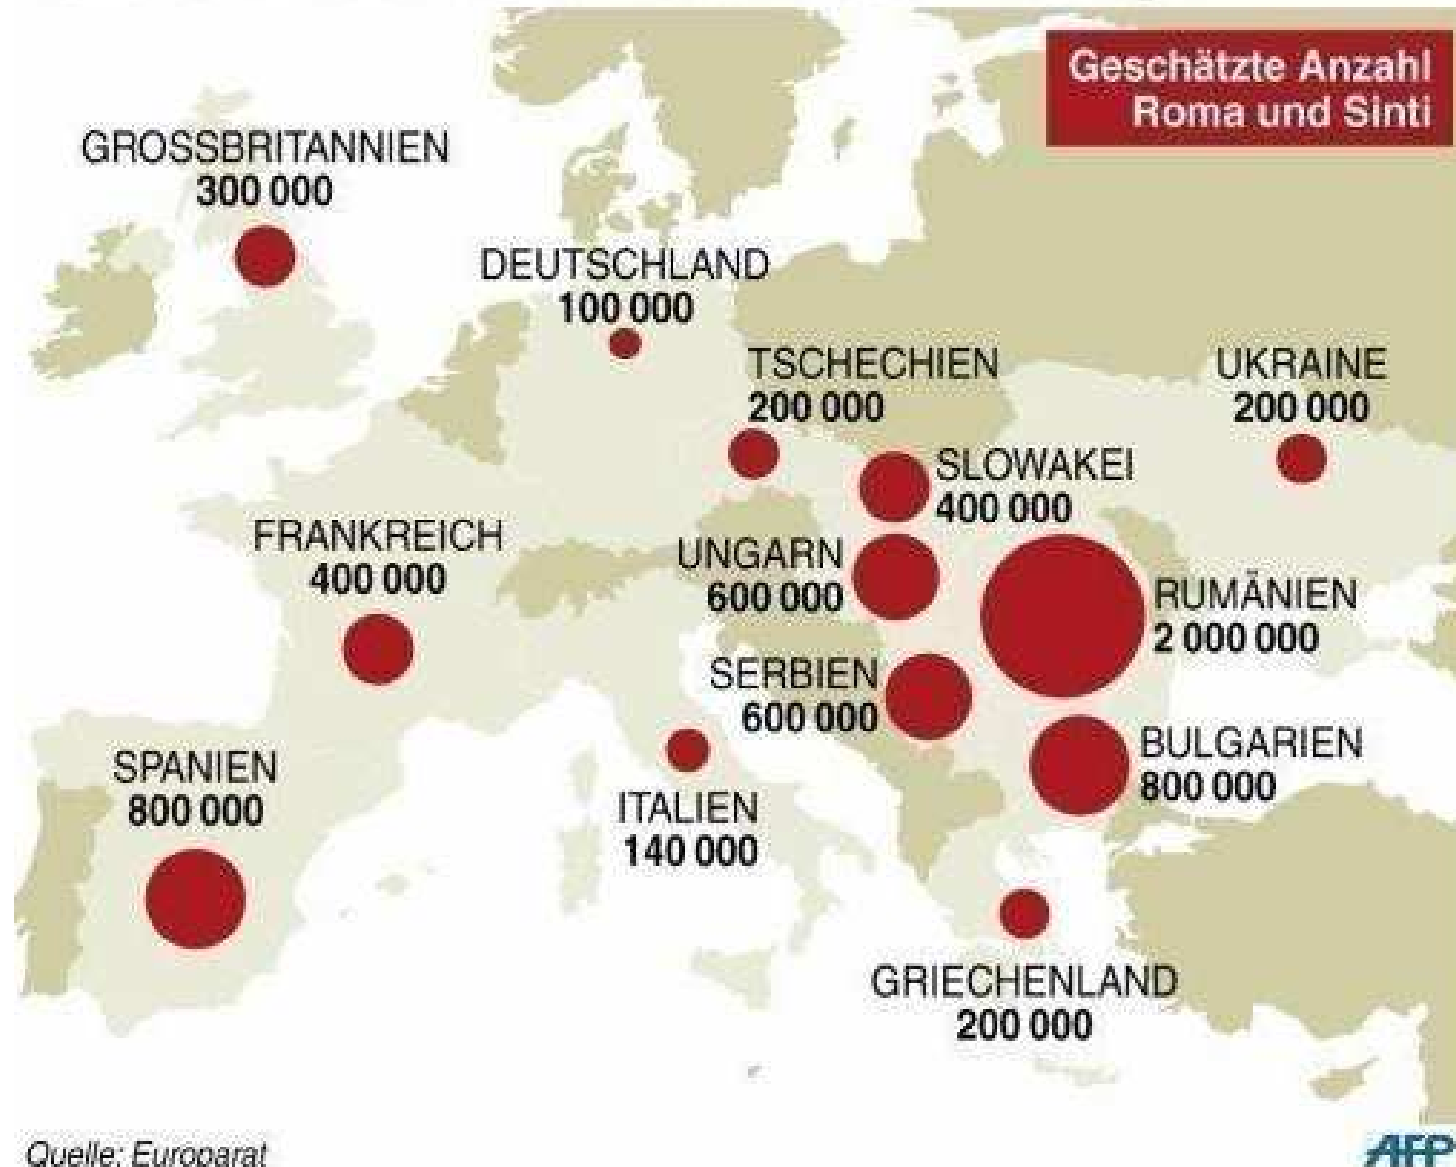 Geschätzte Anzahl
Roma und Sinti
GROSSBRITANNIEN
300 000
DEUTSCHLAND
100 000
TSCHECHIEN
200 000
UKRAINE
200 000
SLOWAKEI
400 000
FRANKREICH
400 000
UNGARN
600 000
RUMÄNIEN
2 000 000
SERBIEN
600 000
BULGARIEN
800 000
SPANIEN
800 000
ITALIEN
140 000
GRIECHENLAND
200 000
Quelle: Europarat
AFP